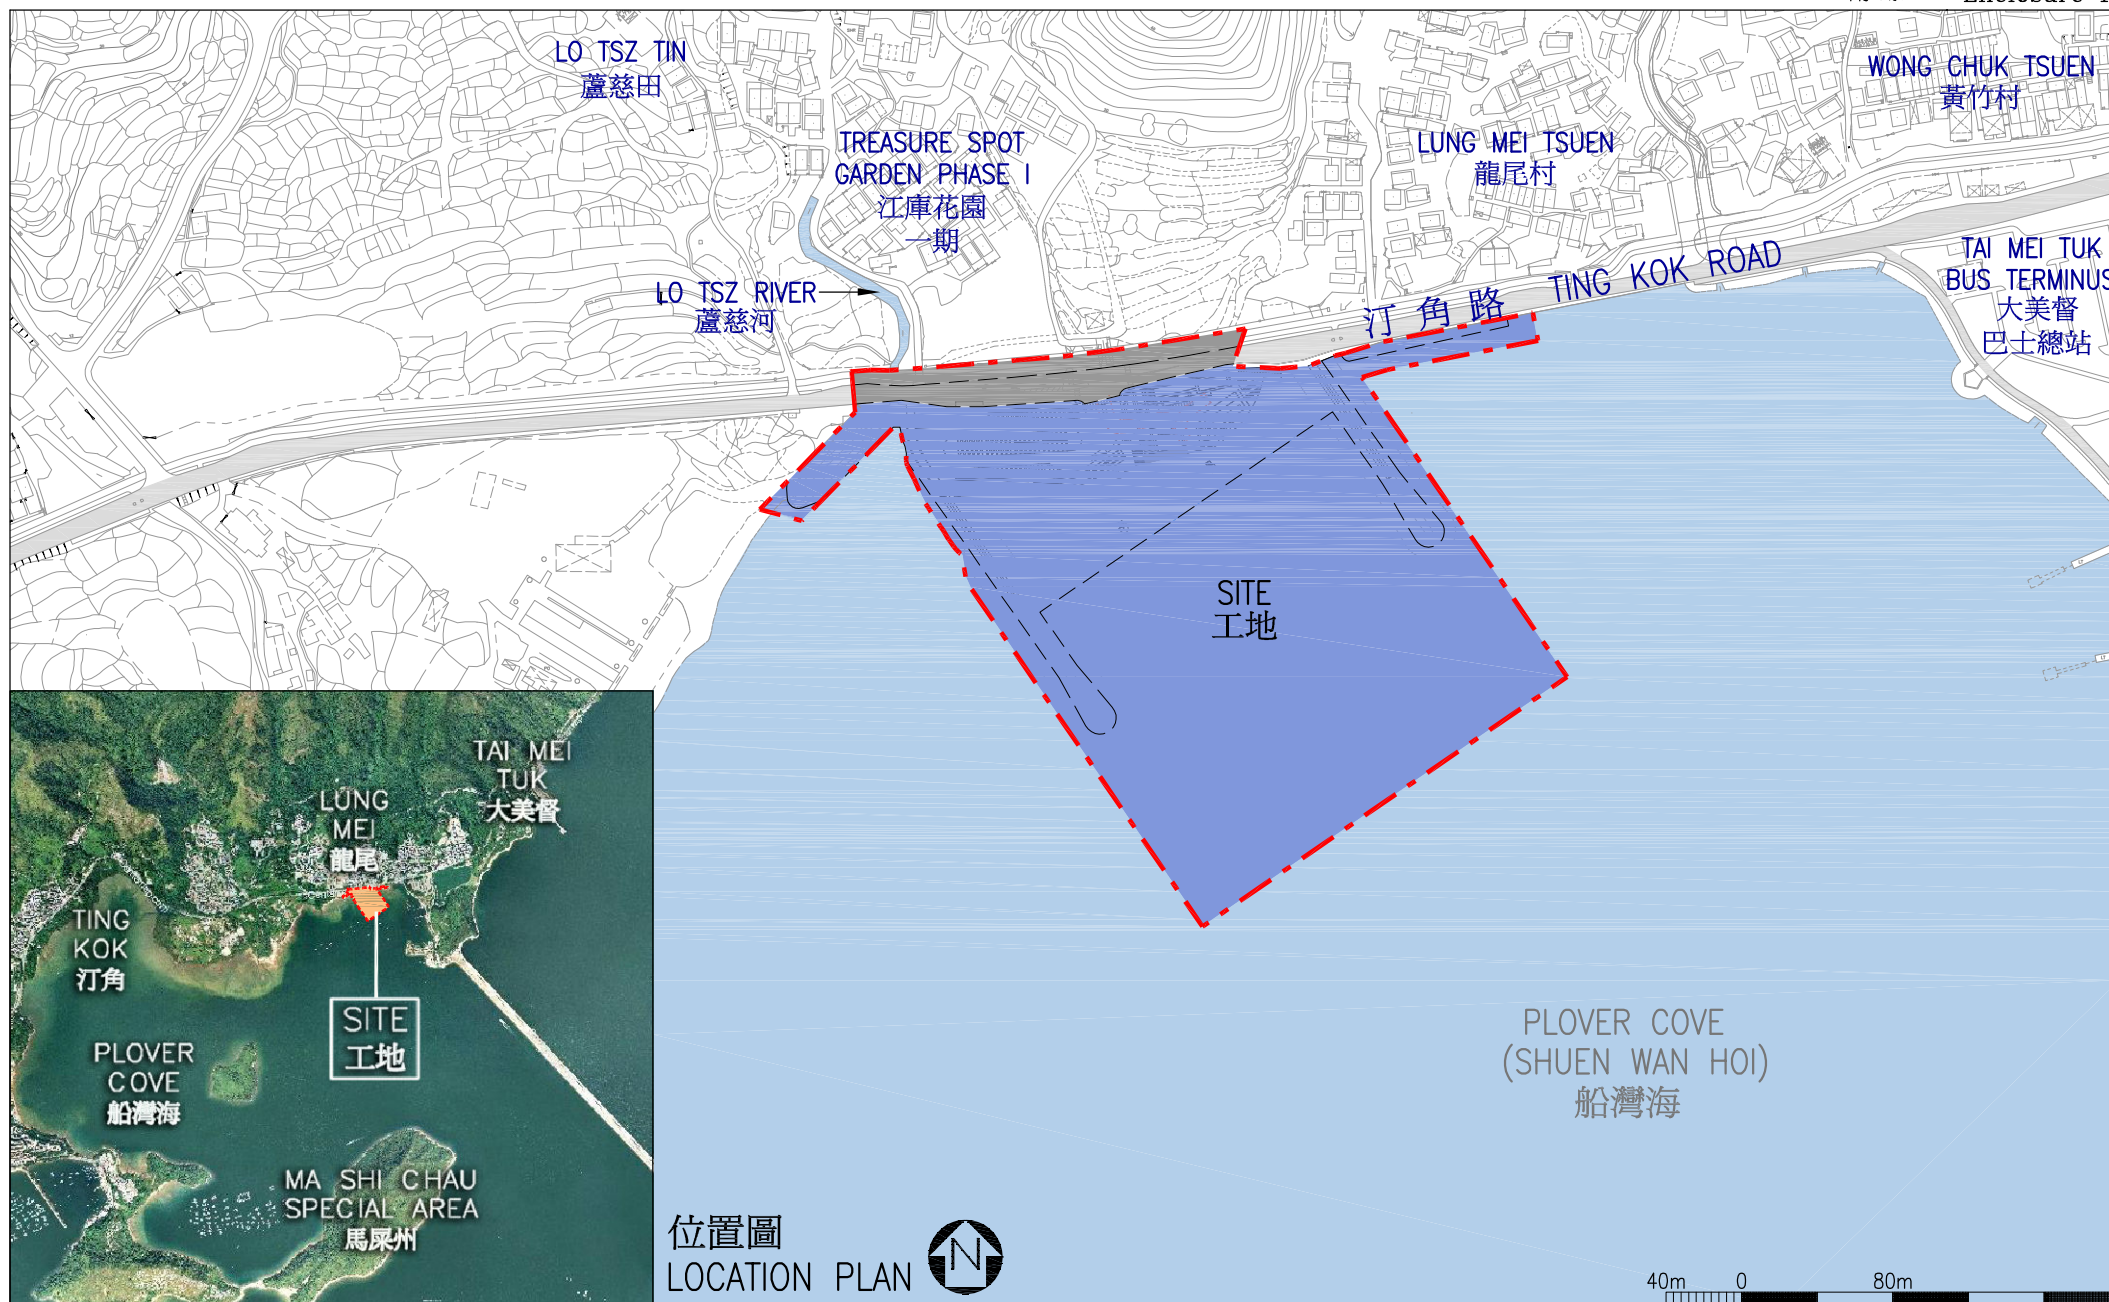 Enclosure 1
LO TSZ TIN
蘆慈田
WONG CHUK TSUEN
黃竹村
TREASURE SPOT
GARDEN PHASE I
江庫花園
一期
LUNG MEI TSUEN
龍尾村
TAI MEI TUK
BUS TERMINUS
大美督
巴士總站
LO TSZ RIVER
蘆慈河
汀角路 TING KOK ROAD
SITE
工地
PLOVER COVE
(SHUEN WAN HOI)
船灣海
TAI MEI
TUK
大美督
LUNG
MEI
龍尾
TING
KOK
汀角
SITE
工地
PLOVER
COVE
船灣海
MA SHI CHAU
SPECIAL AREA
馬屎州
位置圖
LOCATION PLAN
N
40m 0 80m